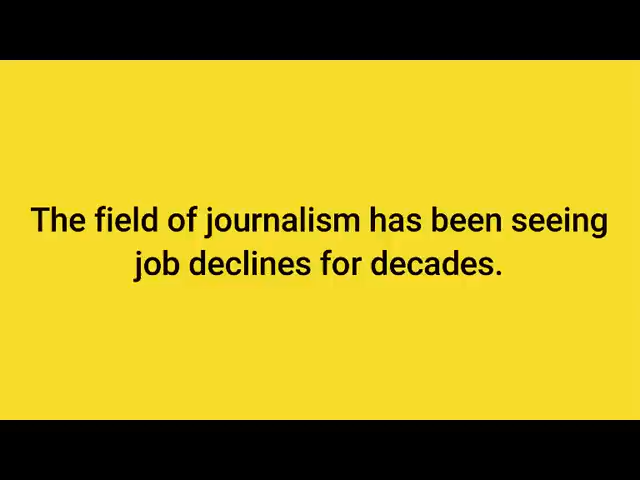 The field of journalism has been seeing
job declines for decades.